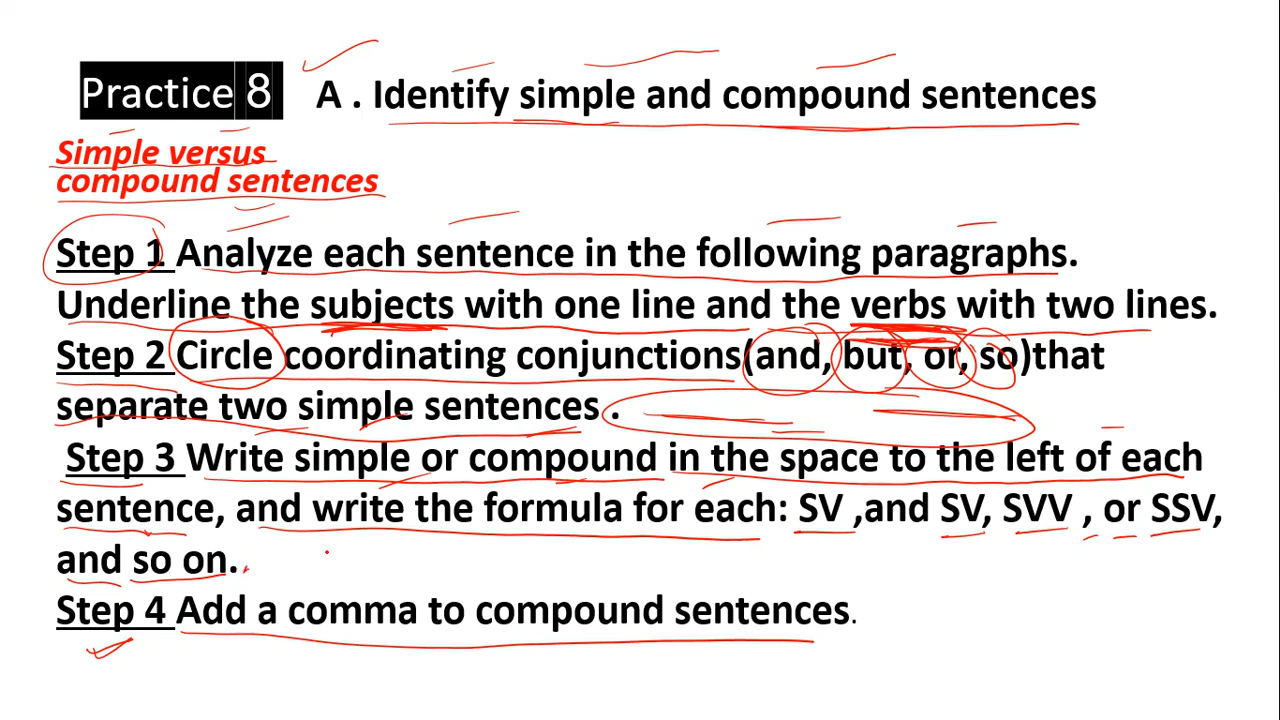 Practice 8 A . Identify simple and compound sentences
Simple versus
compound sentences
Step 1 Analyze each sentence in the following paragraphs.
Underline the subjects with one line and the verbs with two lines.
Step 2 Circle coordinating conjunctions(and, but, or, so)that
separate two simple sentences .
Step 3 Write simple or compound in the space to the left of each
sentence, and write the formula for each: SV ,and SV, SVV , or SSV,
and so on.
Step 4 Add a comma to compound sentences.